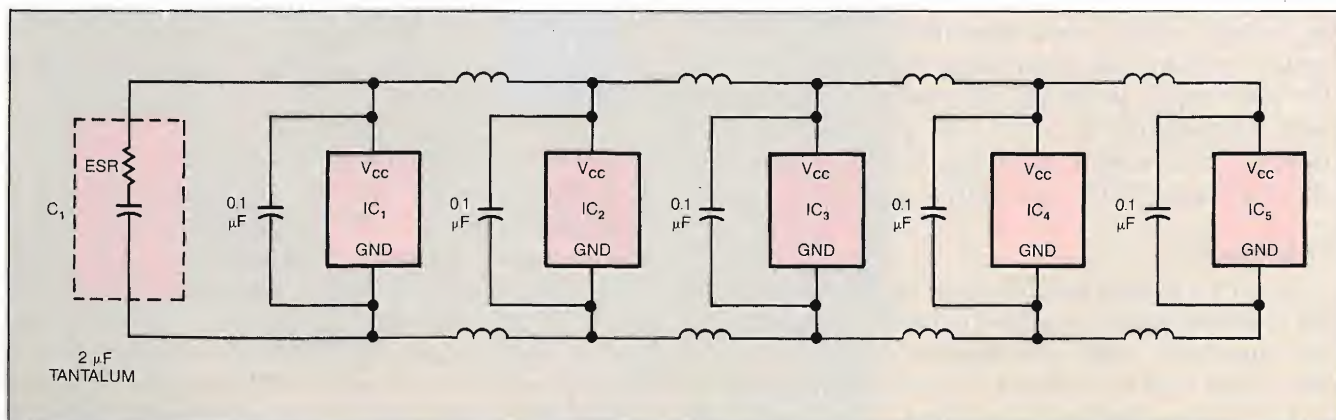 ESR
C1
2 μF
TANTALUM
0.1
μF
VCC
IC1
GND
0.1
μF
VCC
IC2
GND
0.1
μF
VCC
IC3
GND
0.1
μF
VCC
IC4
GND
0.1
μF
VCC
IC5
GND